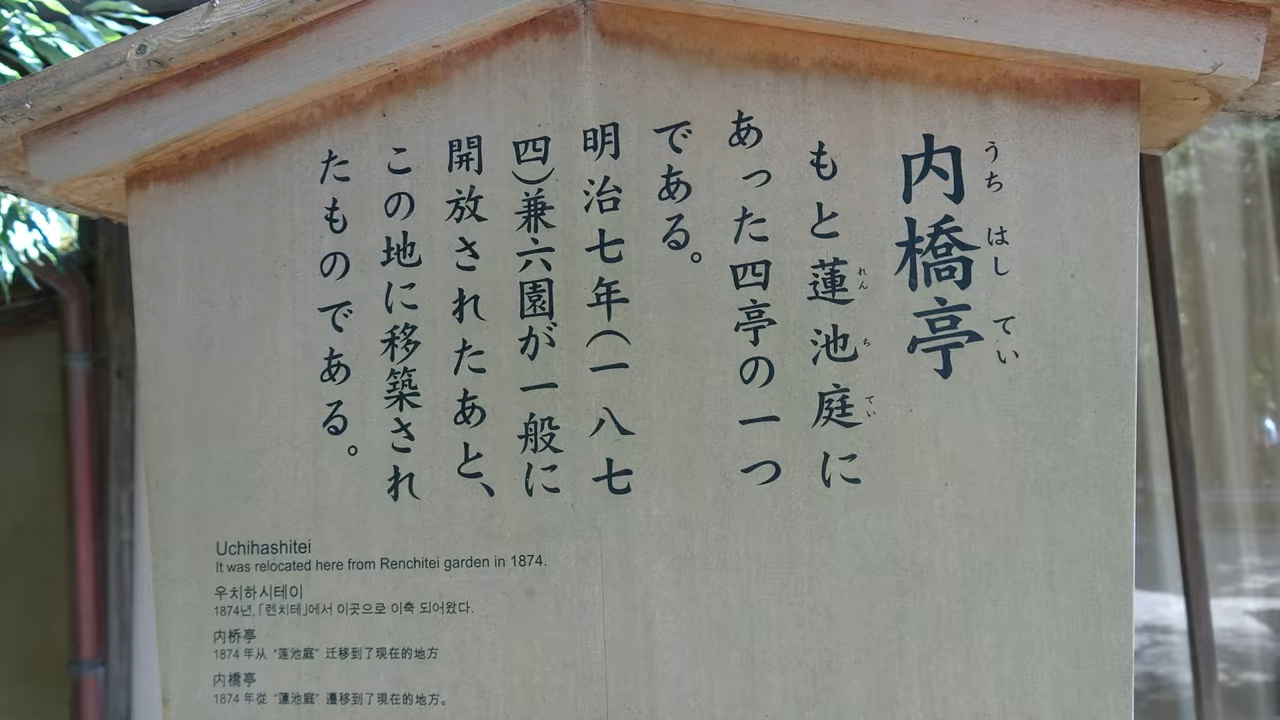 内橋亭
うちはしてい
もと蓮池庭に
れんちてい
あった四亭の一つ
である。
明治七年(一八七
四)兼六園が一般に
開放されたあと、
この地に移築され
たものである。
Uchihashitei
It was relocated here from Renchitei garden in 1874.
우치하시테이
1874년,「렌치테」에서 이곳으로 이축 되어왔다.
内桥亭
1874 年从 “莲池庭” 迁移到了现在的地方
内橋亭
1874 年從 “蓮池庭” 遷移到了現在的地方。